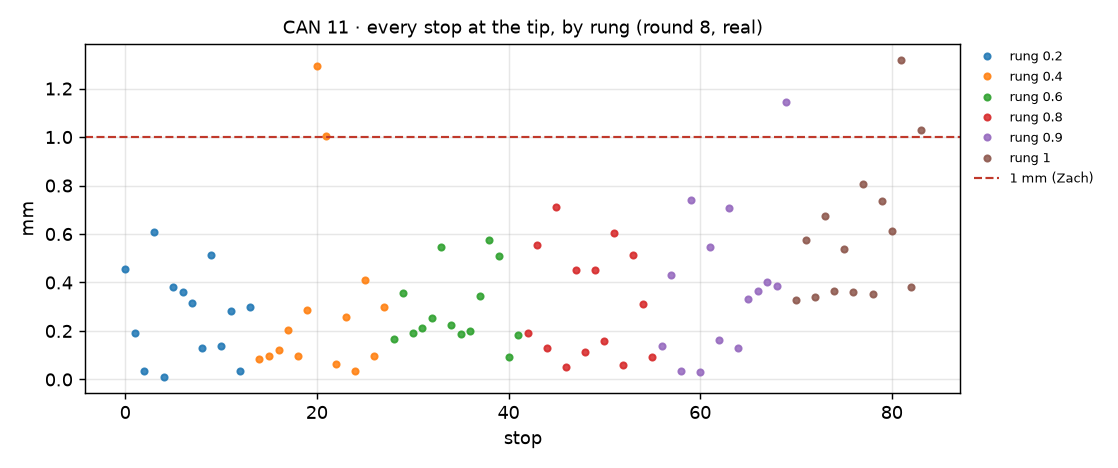 CAN 11 · every stop at the tip, by rung (round 8, real)
mm
1.2
1.0
0.8
0.6
0.4
0.2
0.0
0
20
40
60
80
stop
rung 0.2
rung 0.4
rung 0.6
rung 0.8
rung 0.9
rung 1
1 mm (Zach)